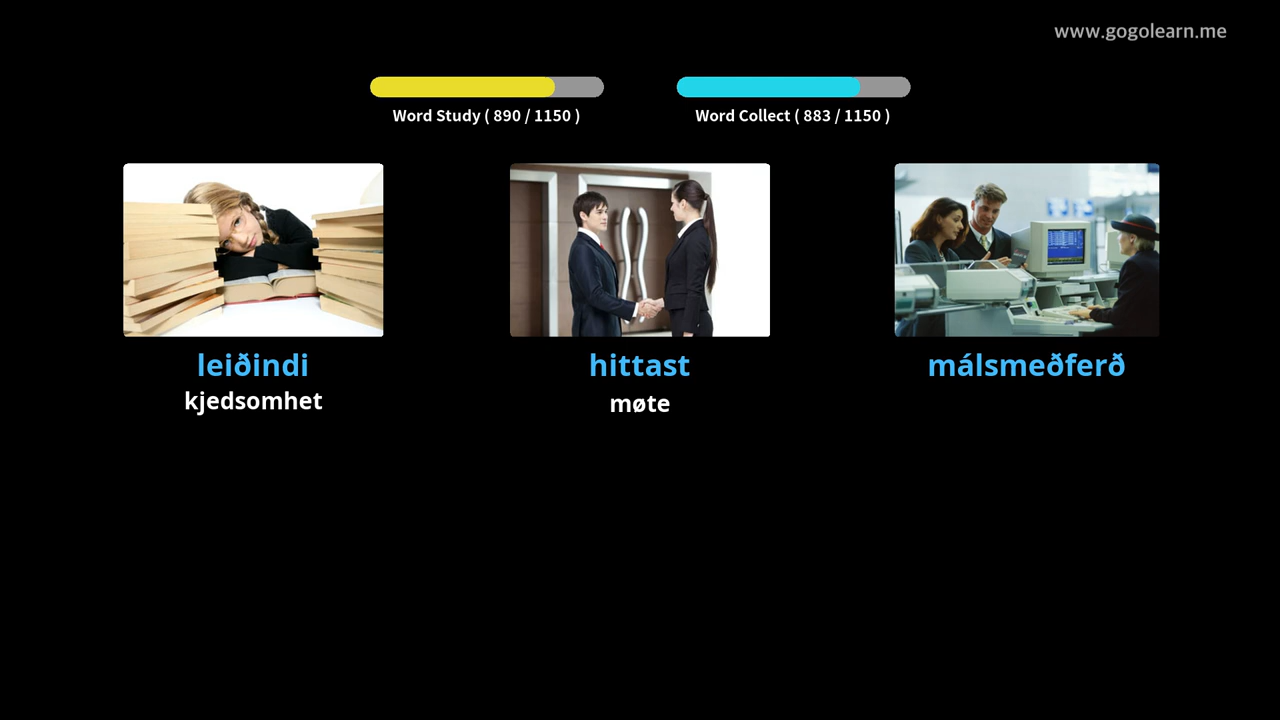 www.gogolearn.me
Word Study ( 890 / 1150 )
Word Collect ( 883 / 1150 )
leiðindi
hittast
málsmeðferð
kjedsomhet
møte